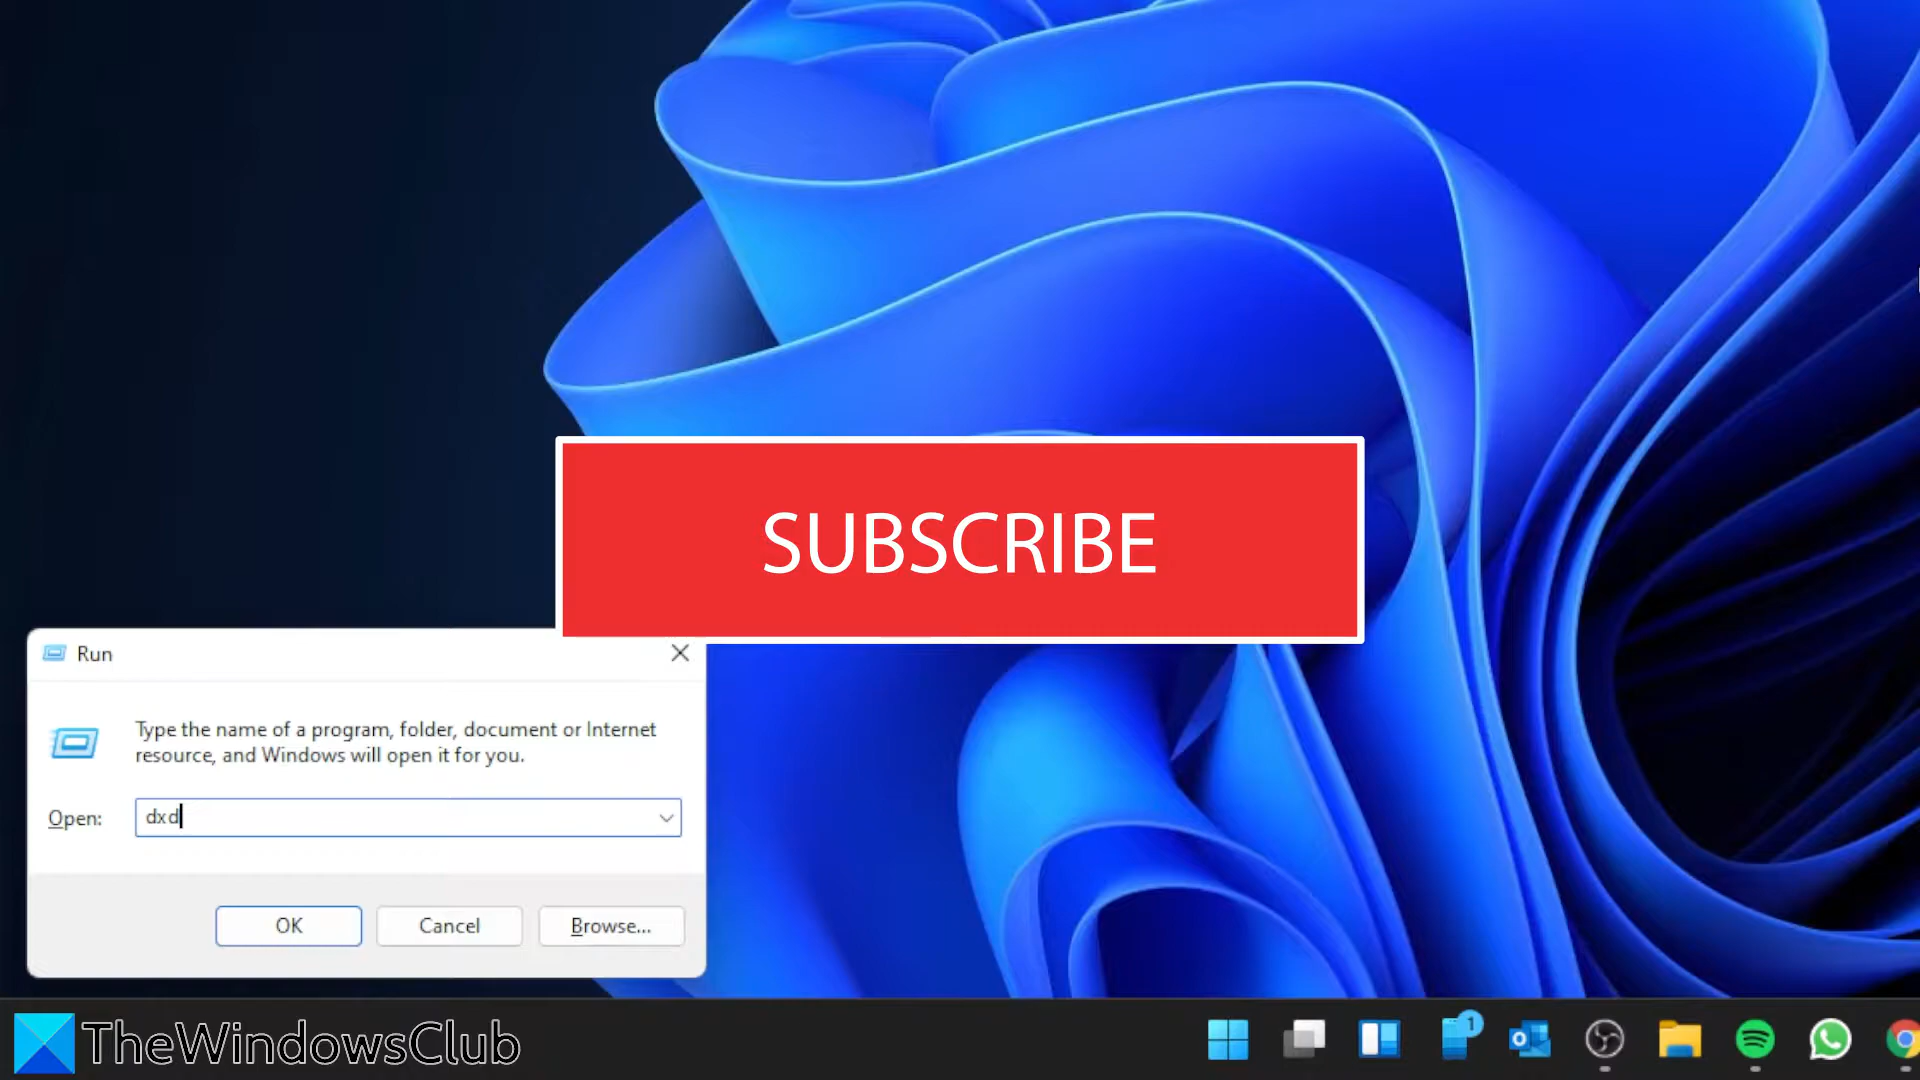 SUBSCRIBE
Run
Type the name of a program, folder, document or Internet
resource, and Windows will open it for you.
Open:
dxd
OK
Cancel
Browse...
TheWindowsClub
1